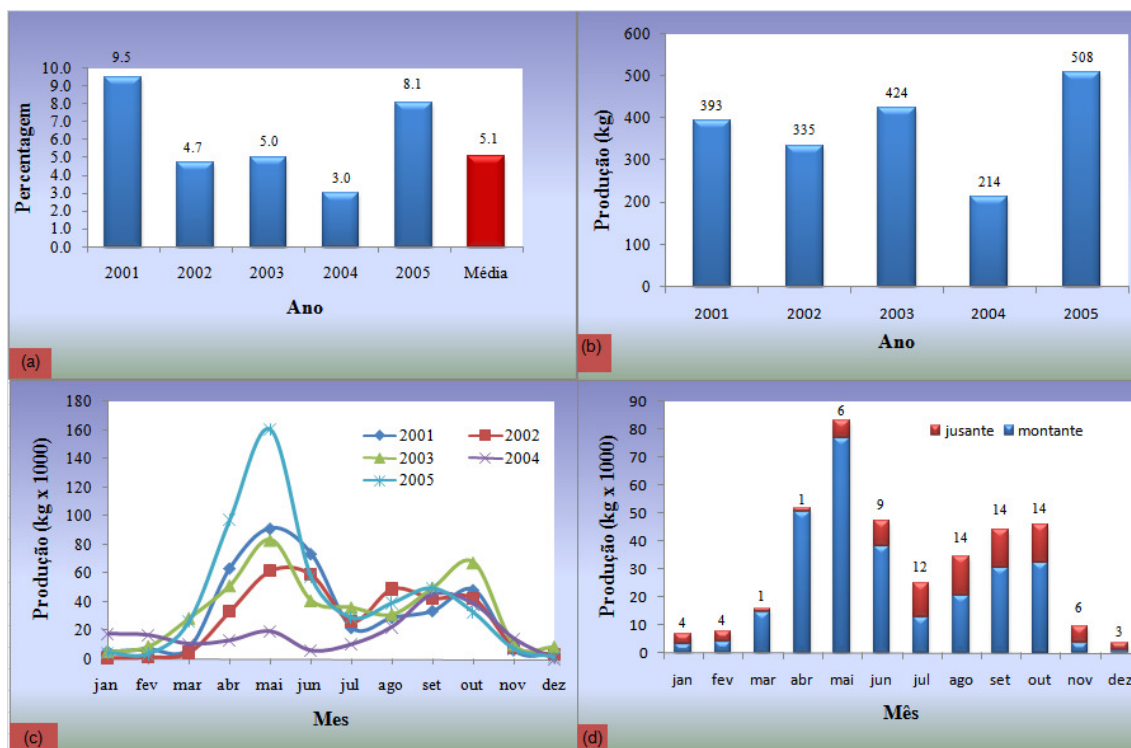 9.5
10.0
9.0
8.0
7.0
6.0
5.0
4.0
3.0
2.0
1.0
0.0
4.7
5.0
3.0
8.1
5.1
Percentagem
2001 2002 2003 2004 2005 Média
Ano
(a)
600
500
400
300
200
100
0
393
335
424
214
508
Produção (kg)
2001 2002 2003 2004 2005
Ano
(b)
180
160
140
120
100
80
60
40
20
0
Produção (kg x 1000)
2001 2002
2003 2004
2005
jan fev mar abr mai jun jul ago set out nov dez
Mes
(c)
90
80
70
60
50
40
30
20
10
0
Produção (kg x 1000)
jusante montante
4 4 1 1 6 9 12 14 14 14 6 3
jan fev mar abr mai jun jul ago set out nov dez
Mês
(d)